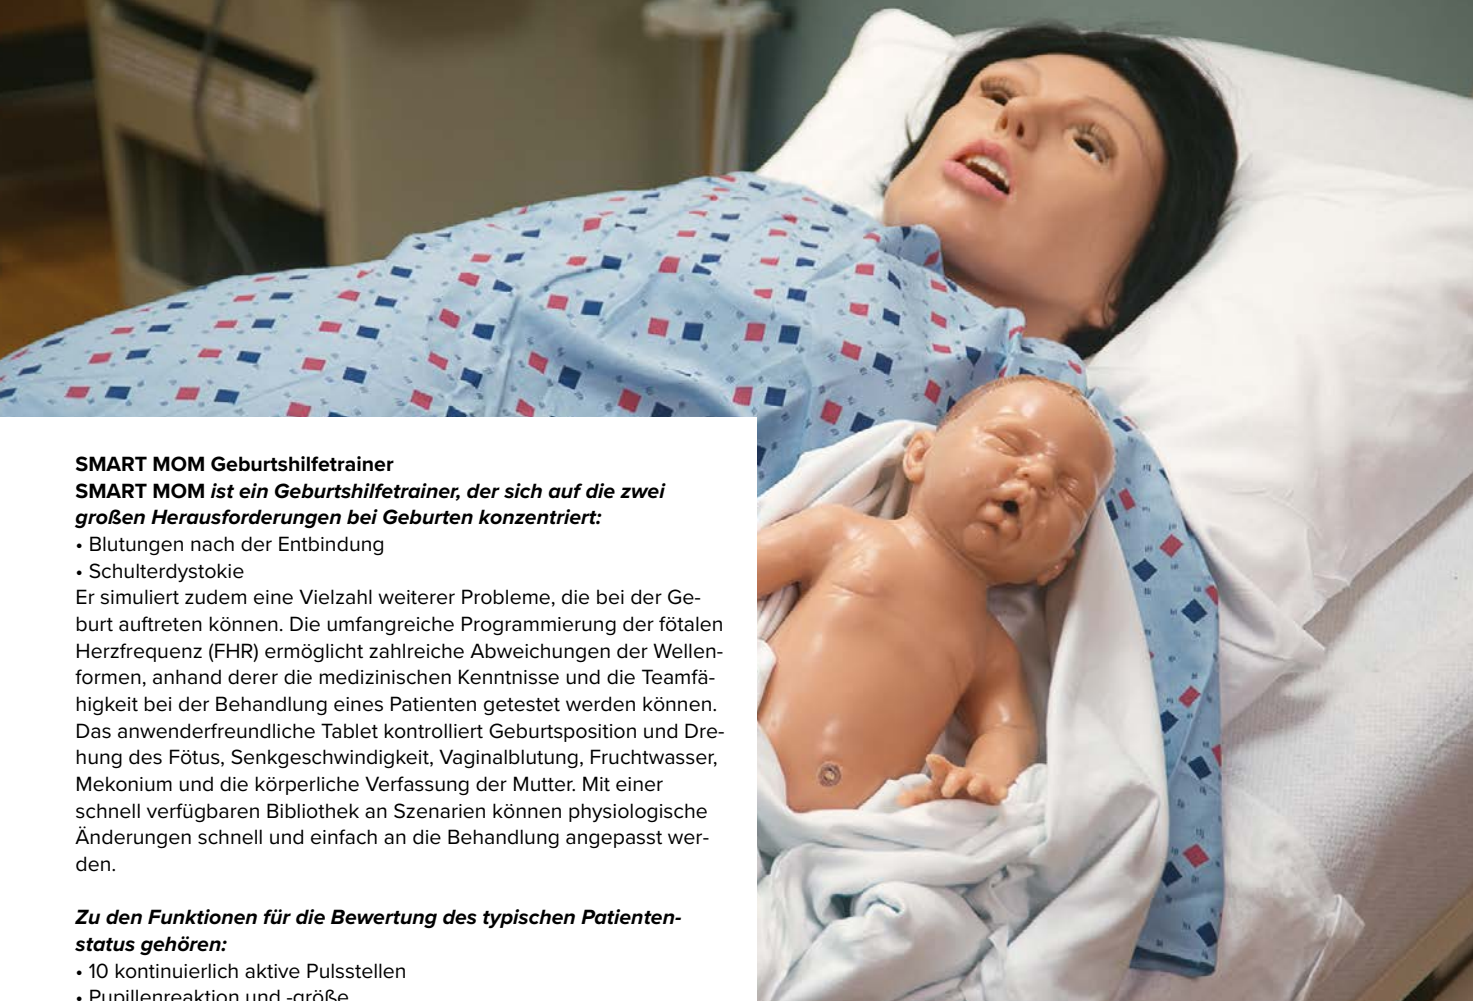 SMART MOM Geburtshilfetrainer
SMART MOM ist ein Geburtshilfetrainer, der sich auf die zwei
großen Herausforderungen bei Geburten konzentriert:
• Blutungen nach der Entbindung
• Schulterdystokie
Er simuliert zudem eine Vielzahl weiterer Probleme, die bei der Ge-
burt auftreten können. Die umfangreiche Programmierung der fötalen
Herzfrequenz (FHR) ermöglicht zahlreiche Abweichungen der Wellen-
formen, anhand derer die medizinischen Kenntnisse und die Teamfä-
higkeit bei der Behandlung eines Patienten getestet werden können.
Das anwenderfreundliche Tablet kontrolliert Geburtsposition und Dre-
hung des Fötus, Senkgeschwindigkeit, Vaginalblutung, Fruchtwasser,
Mekonium und die körperliche Verfassung der Mutter. Mit einer
schnell verfügbaren Bibliothek an Szenarien können physiologische
Änderungen schnell und einfach an die Behandlung angepasst wer-
den.
Zu den Funktionen für die Bewertung des typischen Patienten-
status gehören:
• 10 kontinuierlich aktive Pulsstellen
• Pupillenreaktion und -größe